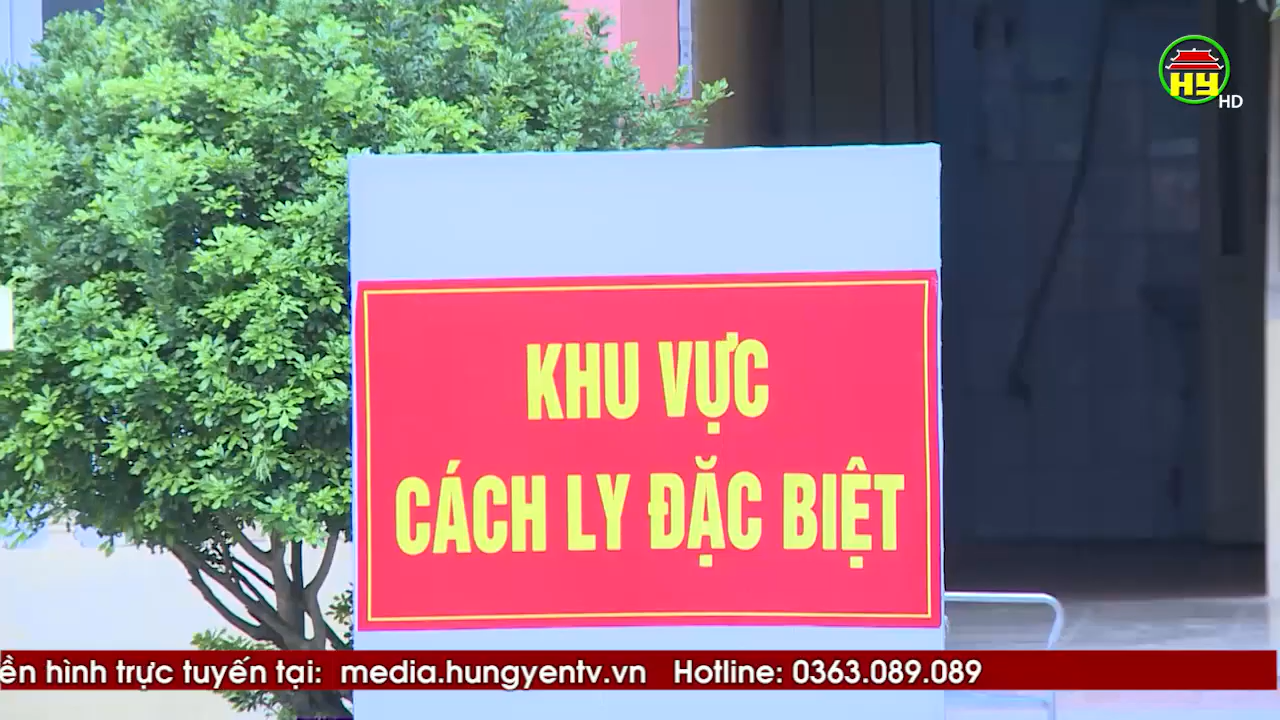 HY
HD
KHU VỰC
CÁCH LY ĐẶC BIỆT
ền hình trực tuyến tại: media.hungyentv.vn Hotline: 0363.089.089